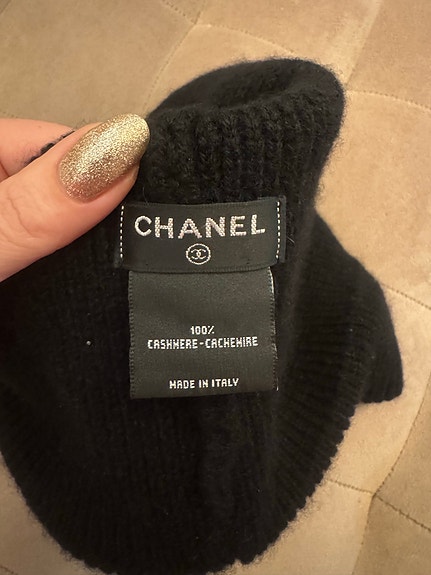 CHANEL
100%
CASHMERE-CACHEMIRE
MADE IN ITALY